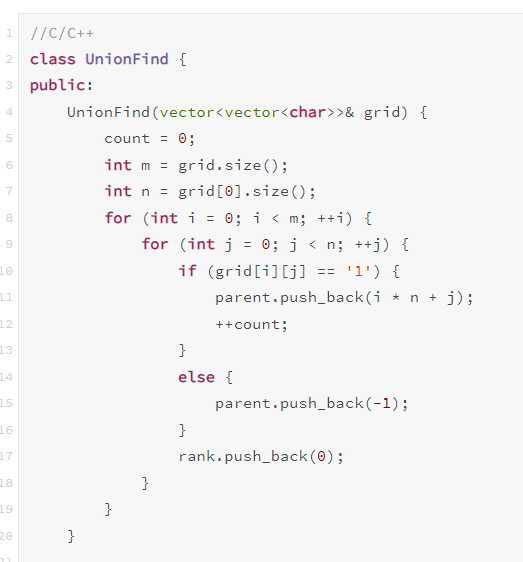 1 //C/C++
2 class UnionFind {
3 public:
4     UnionFind(vector<vector<char>>& grid) {
5         count = 0;
6         int m = grid.size();
7         int n = grid[0].size();
8         for (int i = 0; i < m; ++i) {
9             for (int j = 0; j < n; ++j) {
10                 if (grid[i][j] == '1') {
11                     parent.push_back(i * n + j);
12                     ++count;
13                 }
14                 else {
15                     parent.push_back(-1);
16                 }
17                 rank.push_back(0);
18             }
19         }
20     }
21